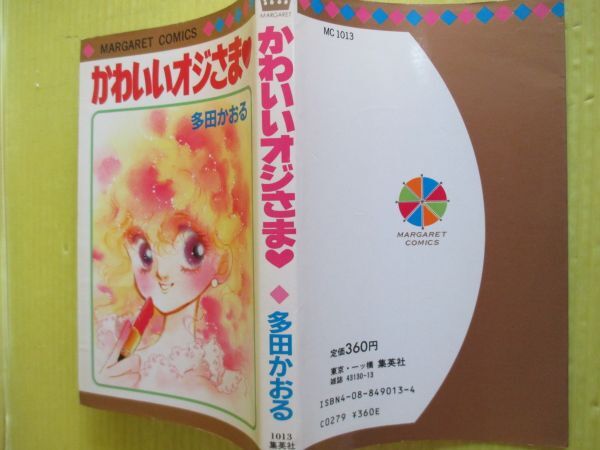 MARGARET COMICS
かわいいオジさま♥
多田かおる
MARGARET
かわいいオジさま♥
多田かおる
1013
集英社
MC 1013
MARGARET
COMICS
定価360円
東京・一ッ橋 集英社
雑誌 43130-13
ISBN4-08-849013-4
C0279 ¥360E